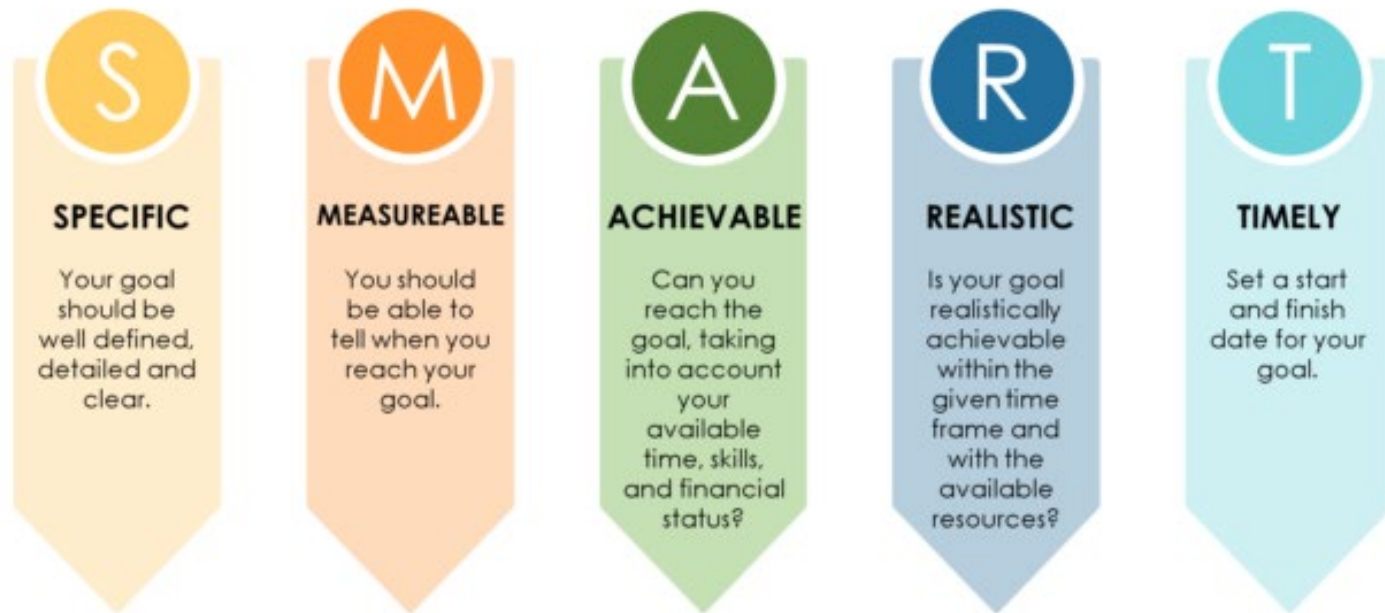 S
SPECIFIC
Your goal
should be
well defined,
detailed and
clear.
M
MEASUREABLE
You should
be able to
tell when you
reach your
goal.
A
ACHIEVABLE
Can you
reach the
goal, taking
into account
your
available
time, skills,
and financial
status?
R
REALISTIC
Is your goal
realistically
achievable
within the
given time
frame and
with the
available
resources?
T
TIMELY
Set a start
and finish
date for your
goal.